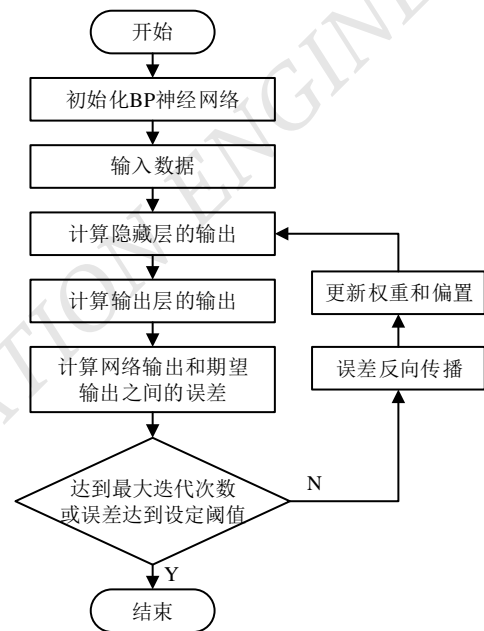 开始
初始化BP神经网络
输入数据
计算隐藏层的输出
计算输出层的输出
更新权重和偏置
计算网络输出和期望
输出之间的误差
误差反向传播
达到最大迭代次数
或误差达到设定阈值
N
Y
结束
ATION ENGINE